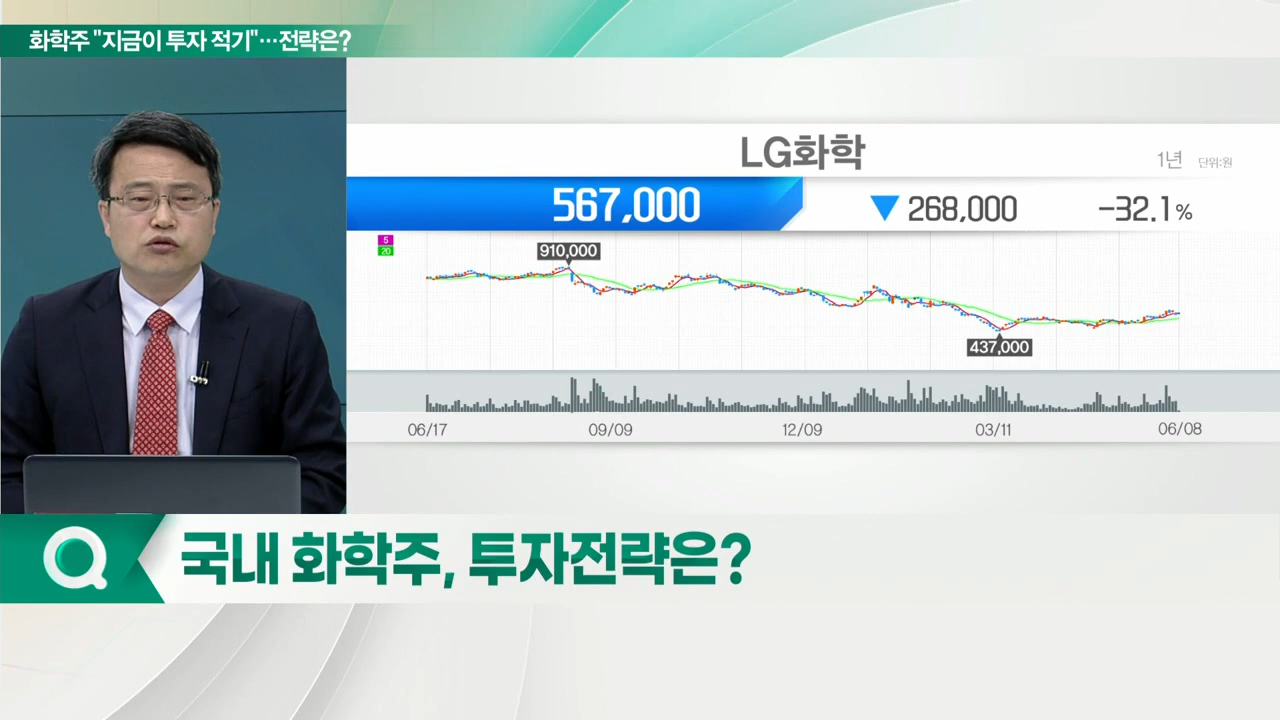 화학주 "지금이 투자 적기"…전략은?
LG화학
1년 단위:원
567,000 ▼ 268,000 -32.1%
5
20
910,000
437,000
06/17 09/09 12/09 03/11 06/08
Q 국내 화학주, 투자전략은?